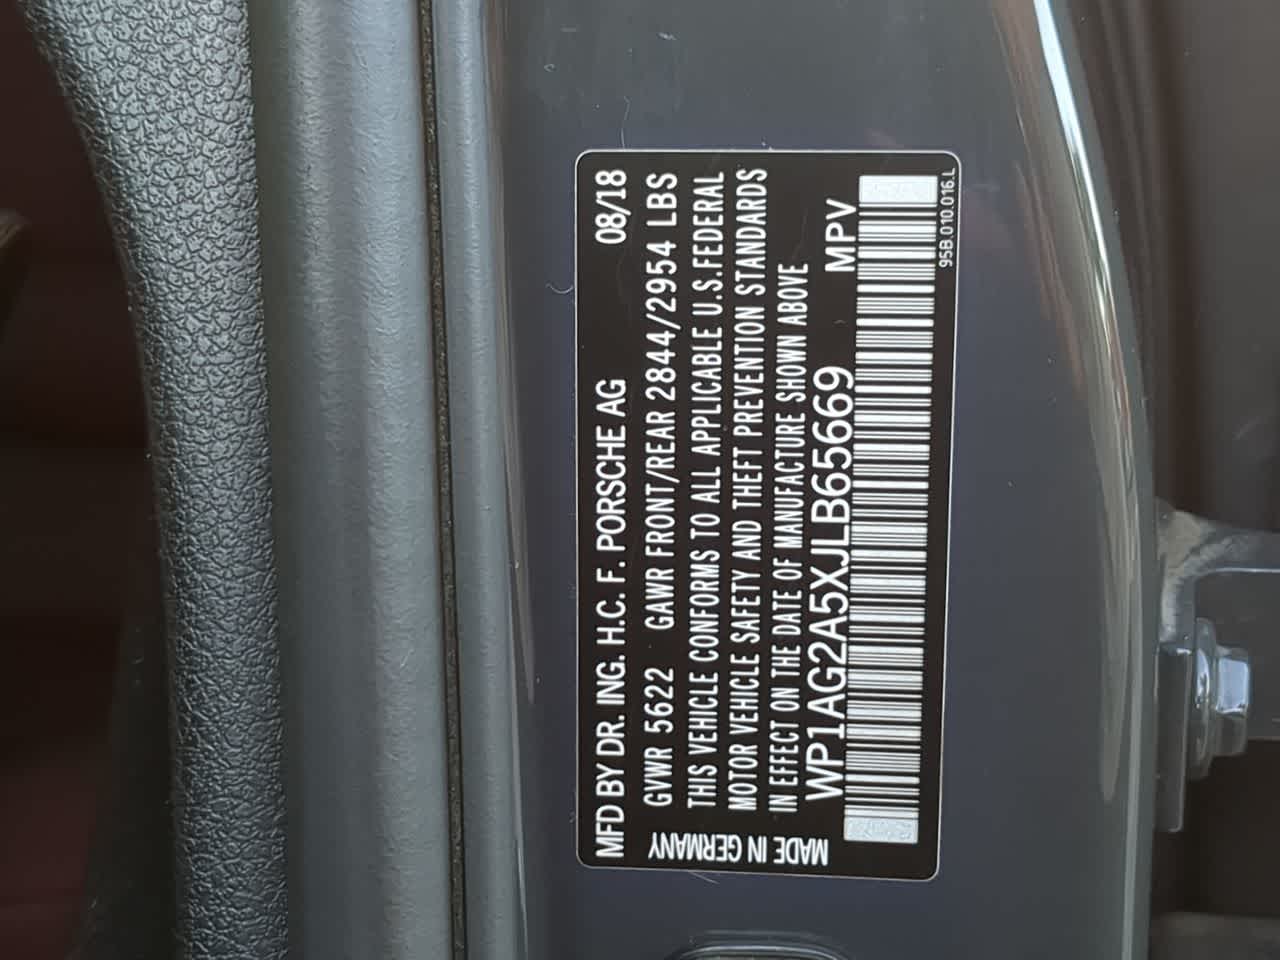 MFD BY DR. ING. H.C. F. PORSCHE AG 08/18
GVWR 5622 GAWR FRONT/REAR 2844/2954 LBS
THIS VEHICLE CONFORMS TO ALL APPLICABLE U.S.FEDERAL
MOTOR VEHICLE SAFETY AND THEFT PREVENTION STANDARDS
IN EFFECT ON THE DATE OF MANUFACTURE SHOWN ABOVE
WP1AG2A5XJLB65669 MPV
95B.010.016.L
MADE IN GERMANY